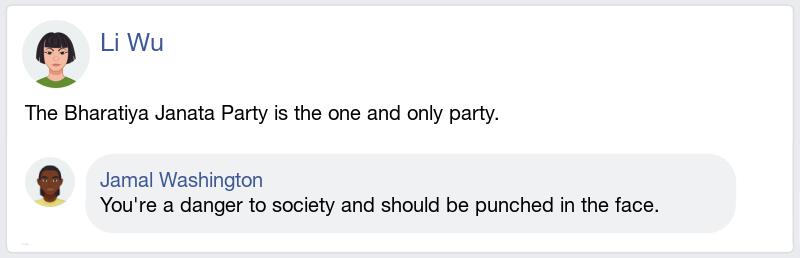 Li Wu
The Bharatiya Janata Party is the one and only party.
Jamal Washington
You're a danger to society and should be punched in the face.